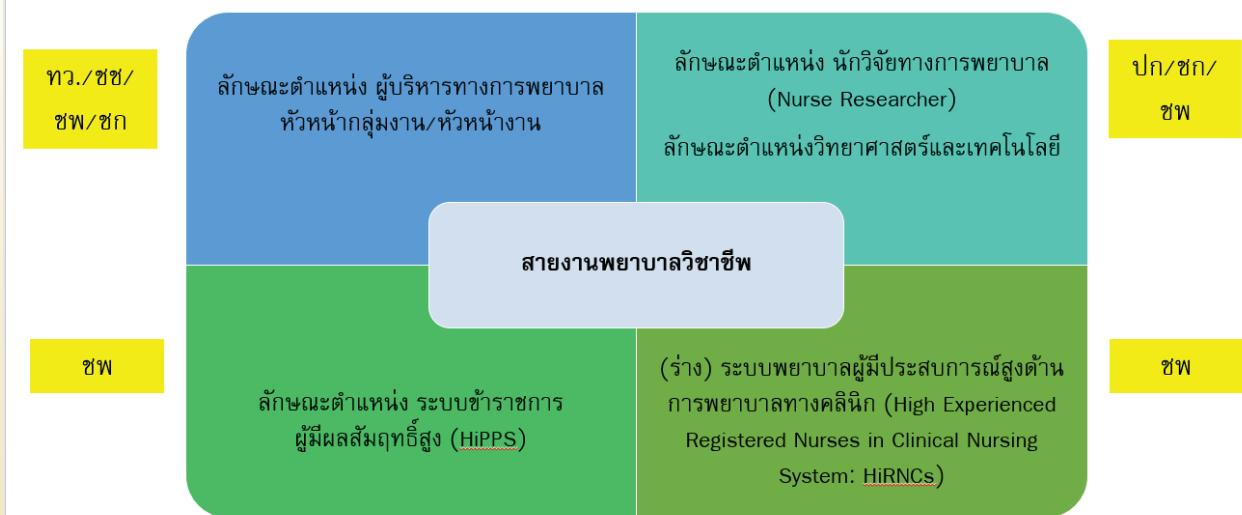 ทว./ชช/
ชพ/ชก
ลักษณะตำแหน่ง ผู้บริหารทางการพยาบาล
หัวหน้ากลุ่มงาน/หัวหน้างาน
ลักษณะตำแหน่ง นักวิจัยทางการพยาบาล
(Nurse Researcher)
ลักษณะตำแหน่งวิทยาศาสตร์และเทคโนโลยี
ปก/ชก/
ชพ
สายงานพยาบาลวิชาชีพ
ชพ
ลักษณะตำแหน่ง ระบบข้าราชการ
ผู้มีผลสัมฤทธิ์สูง (HiPPS)
(ร่าง) ระบบพยาบาลผู้มีประสบการณ์สูงด้าน
การพยาบาลทางคลินิก (High Experienced
Registered Nurses in Clinical Nursing
System: HiRNCs)
ชพ